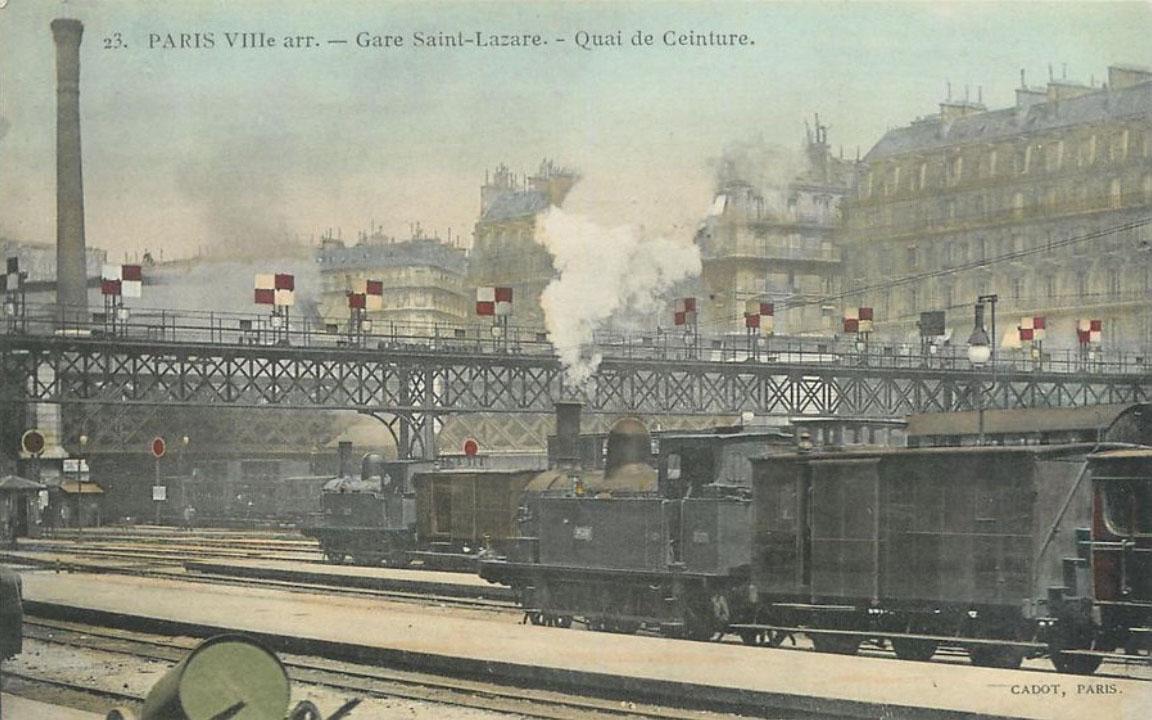 23. PARIS VIIIe arr. — Gare Saint-Lazare. - Quai de Ceinture.
CADOT, PARIS.